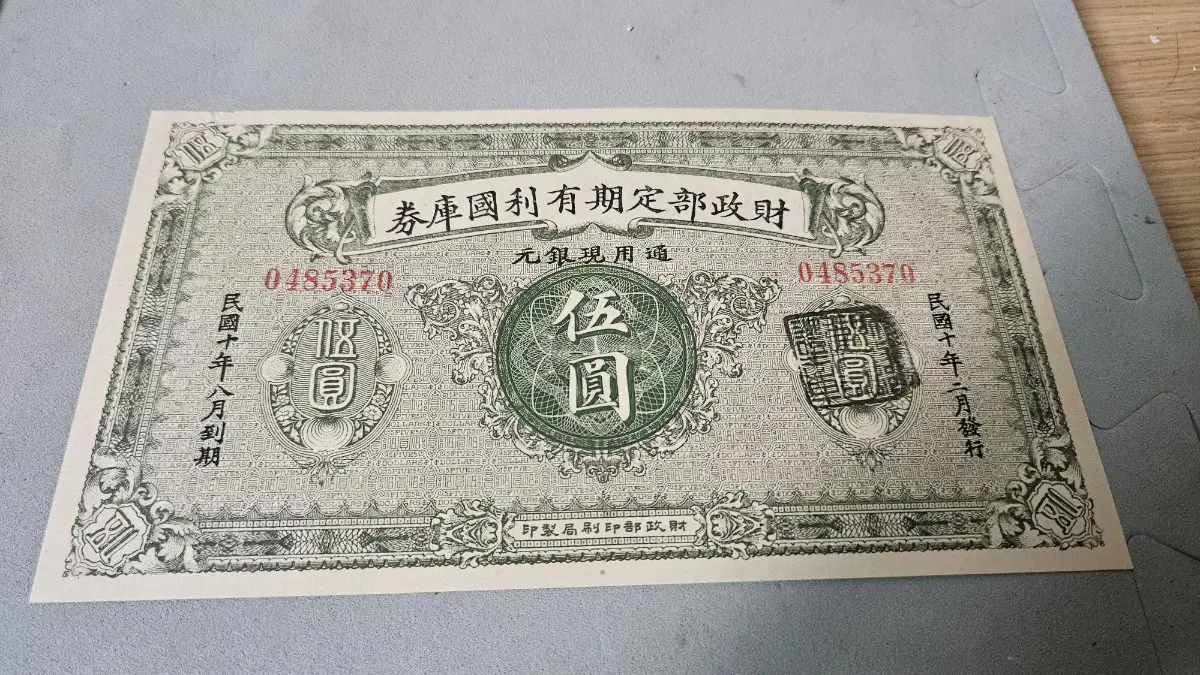 財政部定期有利國庫券
通用現銀元
0485370
0485370
民國十年二月發行
伍圓
伍圓
伍圓
民國十年八月到期
財政部印刷局製印